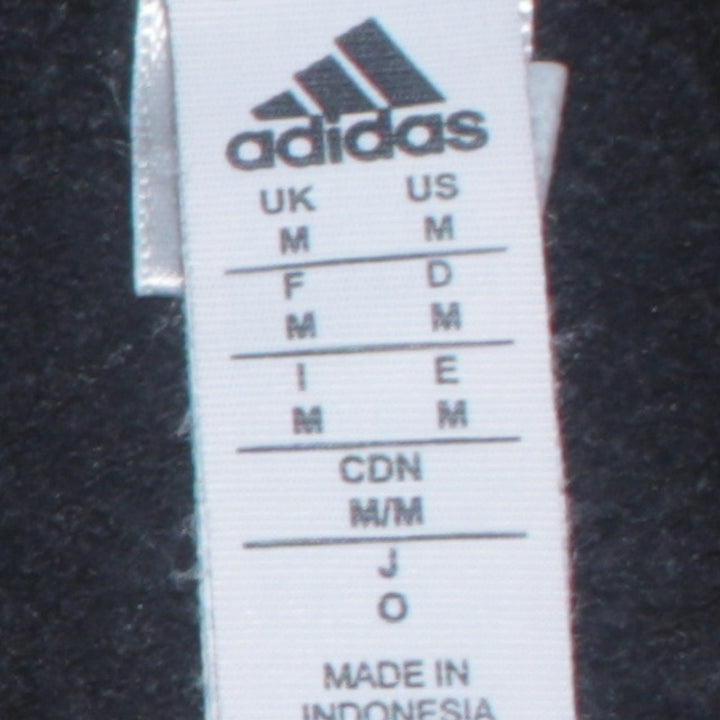 adidas
UK US
M M
F D
M M
I E
M M
CDN
M/M
J
O
MADE IN
INDONESIA